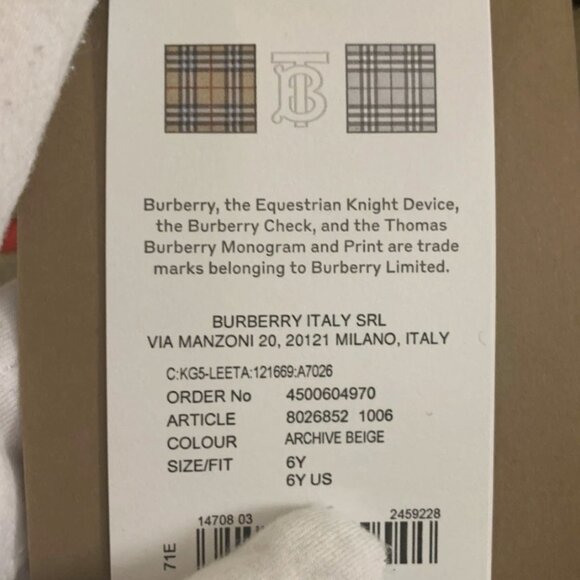 Burberry, the Equestrian Knight Device,
the Burberry Check, and the Thomas
Burberry Monogram and Print are trade
marks belonging to Burberry Limited.
BURBERRY ITALY SRL
VIA MANZONI 20, 20121 MILANO, ITALY
C:KG5-LEETA:121669:A7026
ORDER No 4500604970
ARTICLE 8026852 1006
COLOUR ARCHIVE BEIGE
SIZE/FIT 6Y
6Y US
14708 03 2459228
71E